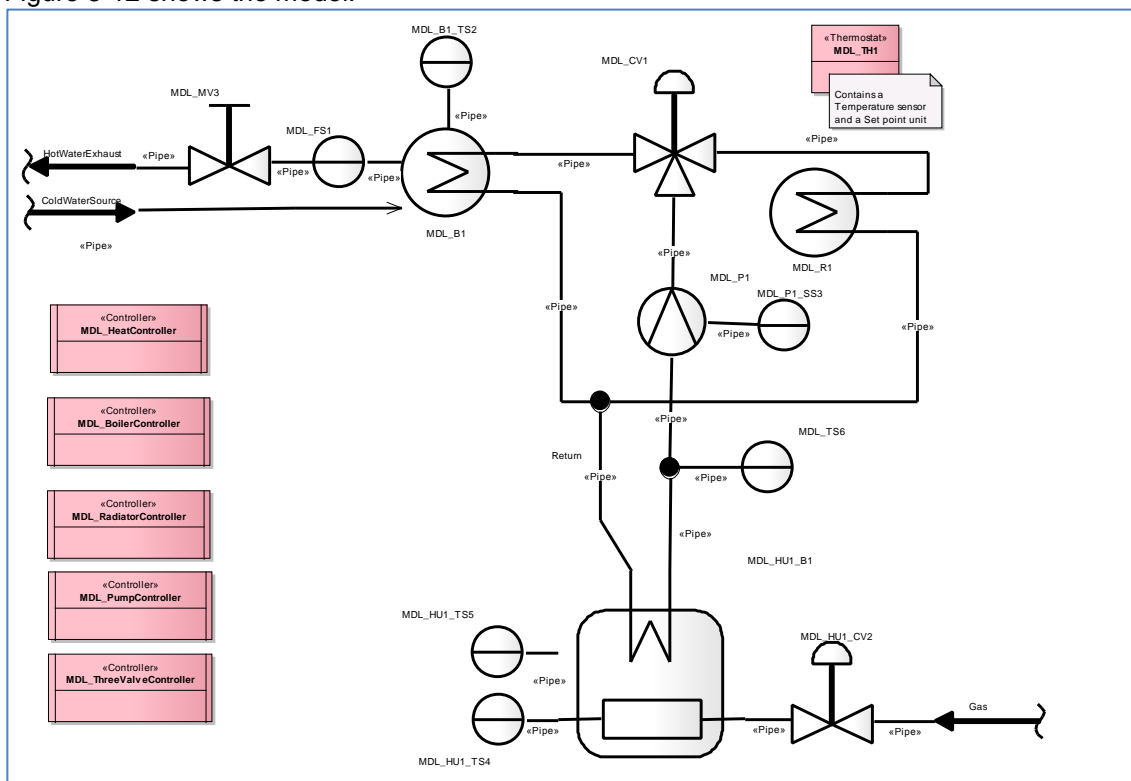 Figure 3-12 shows the model.
MDL_B1_TS2
«Thermostat»
MDL_TH1
MDL_CV1
Contains a
Temperature sensor
and a Set point unit
MDL_MV3
«Pipe»
MDL_FS1
«Pipe»
HotWaterExhaust
«Pipe»
«Pipe»
«Pipe»
«Pipe»
ColdWaterSource
MDL_B1
«Pipe»
«Pipe»
MDL_R1
MDL_P1
MDL_P1_SS3
«Pipe»
«Pipe»
«Pipe»
«Controller»
MDL_HeatController
«Controller»
MDL_BoilerController
«Pipe»
MDL_TS6
Return
«Pipe»
«Pipe»
«Controller»
MDL_RadiatorController
«Pipe»
MDL_HU1_B1
«Controller»
MDL_PumpController
MDL_HU1_TS5
MDL_HU1_CV2
«Controller»
MDL_ThreeValveController
«Pipe»
Gas
«Pipe»
«Pipe»
«Pipe»
MDL_HU1_TS4